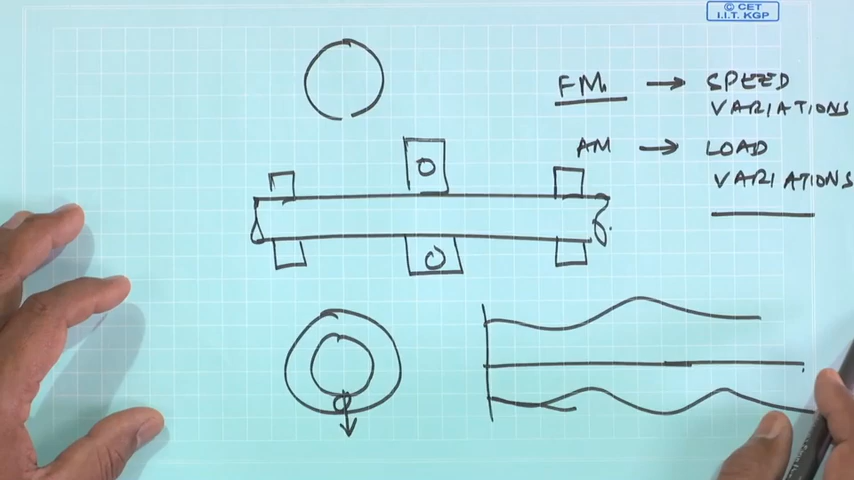 © CET
I.I.T. KGP
FM. → SPEED
VARIATIONS
AM → LOAD
VARIATIONS